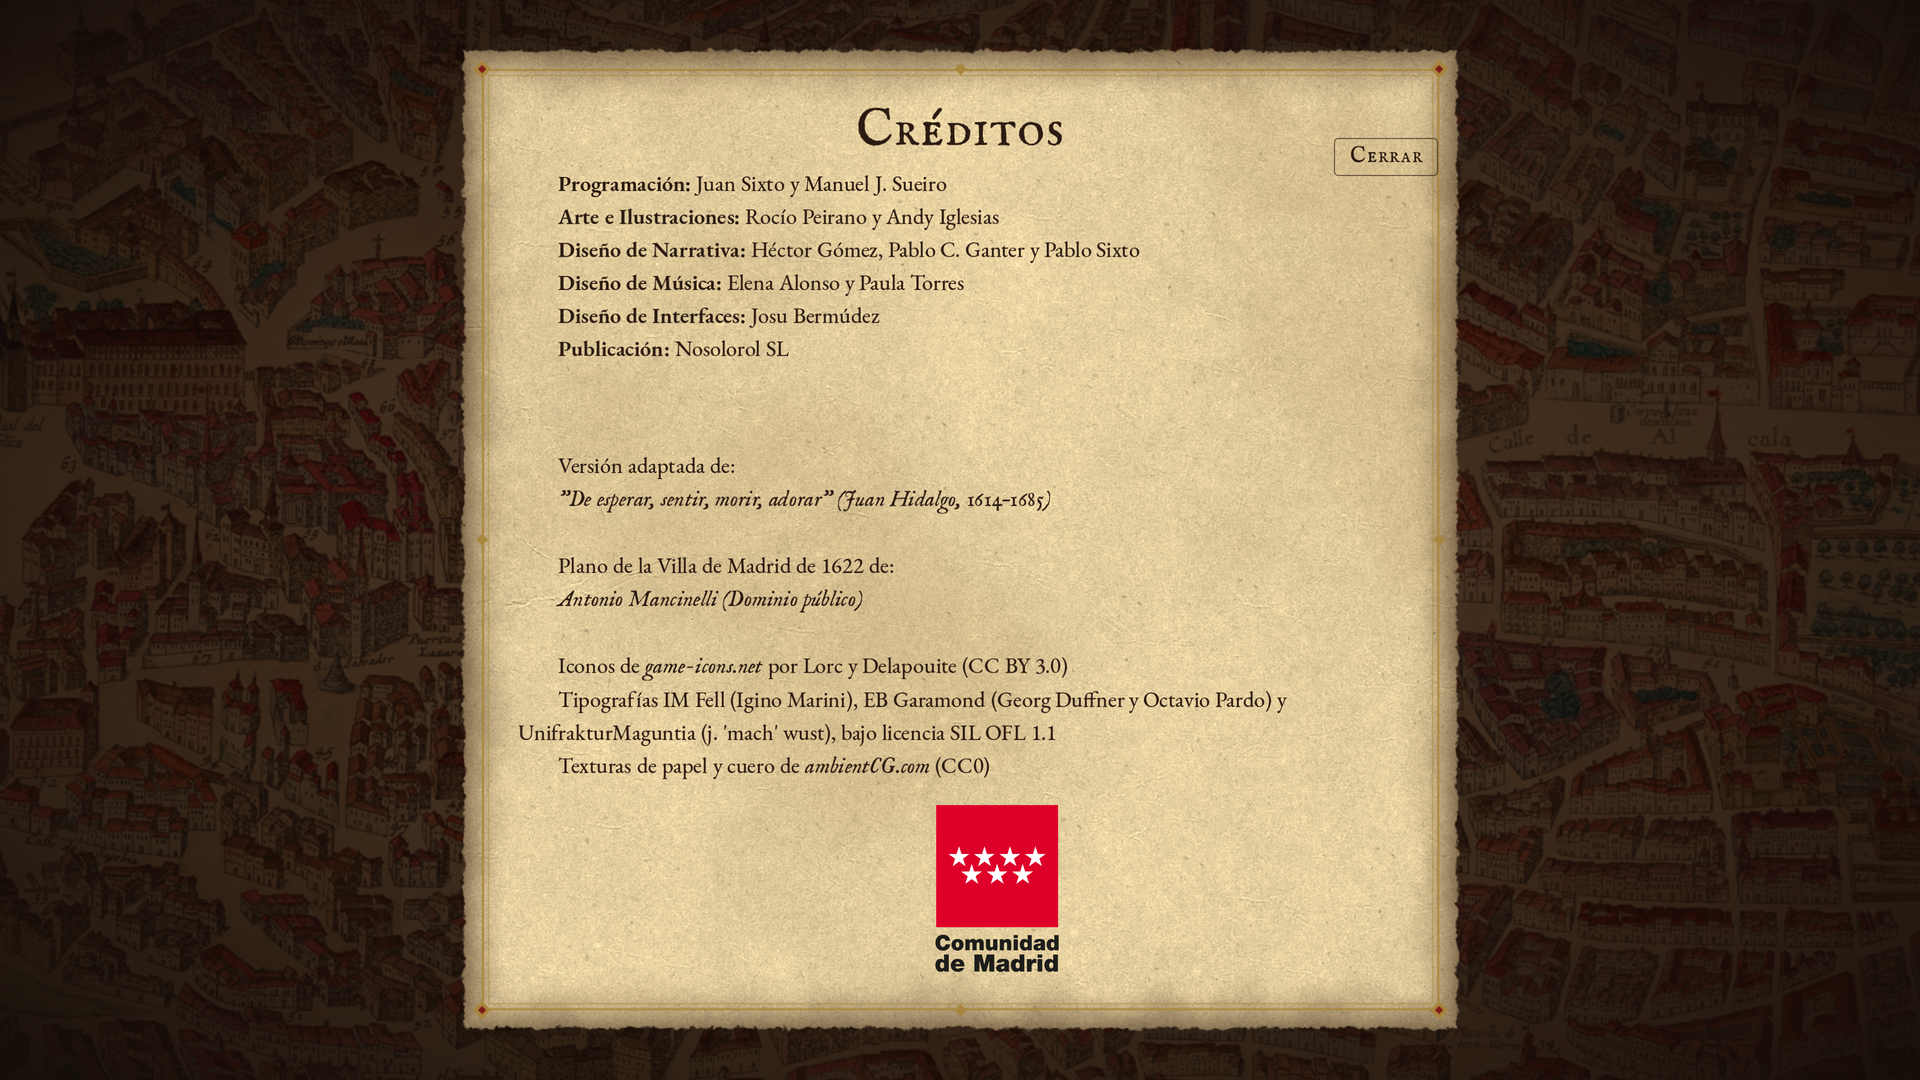 Créditos
Cerrar
Programación: Juan Sixto y Manuel J. Sueiro
Arte e Ilustraciones: Rocío Peirano y Andy Iglesias
Diseño de Narrativa: Héctor Gómez, Pablo C. Ganter y Pablo Sixto
Diseño de Música: Elena Alonso y Paula Torres
Diseño de Interfaces: Josu Bermúdez
Publicación: Nosolorol SL
Versión adaptada de:
”De esperar, sentir, morir, adorar” (Juan Hidalgo, 1614-1685)
Plano de la Villa de Madrid de 1622 de:
Antonio Mancinelli (Dominio público)
Iconos de game-icons.net por Lorc y Delapouite (CC BY 3.0)
Tipografías IM Fell (Igino Marini), EB Garamond (Georg Duffner y Octavio Pardo) y
UnifrakturMaguntia (j. 'mach' wust), bajo licencia SIL OFL 1.1
Texturas de papel y cuero de ambientCG.com (CC0)
Comunidad
de Madrid
Calle de Al cala